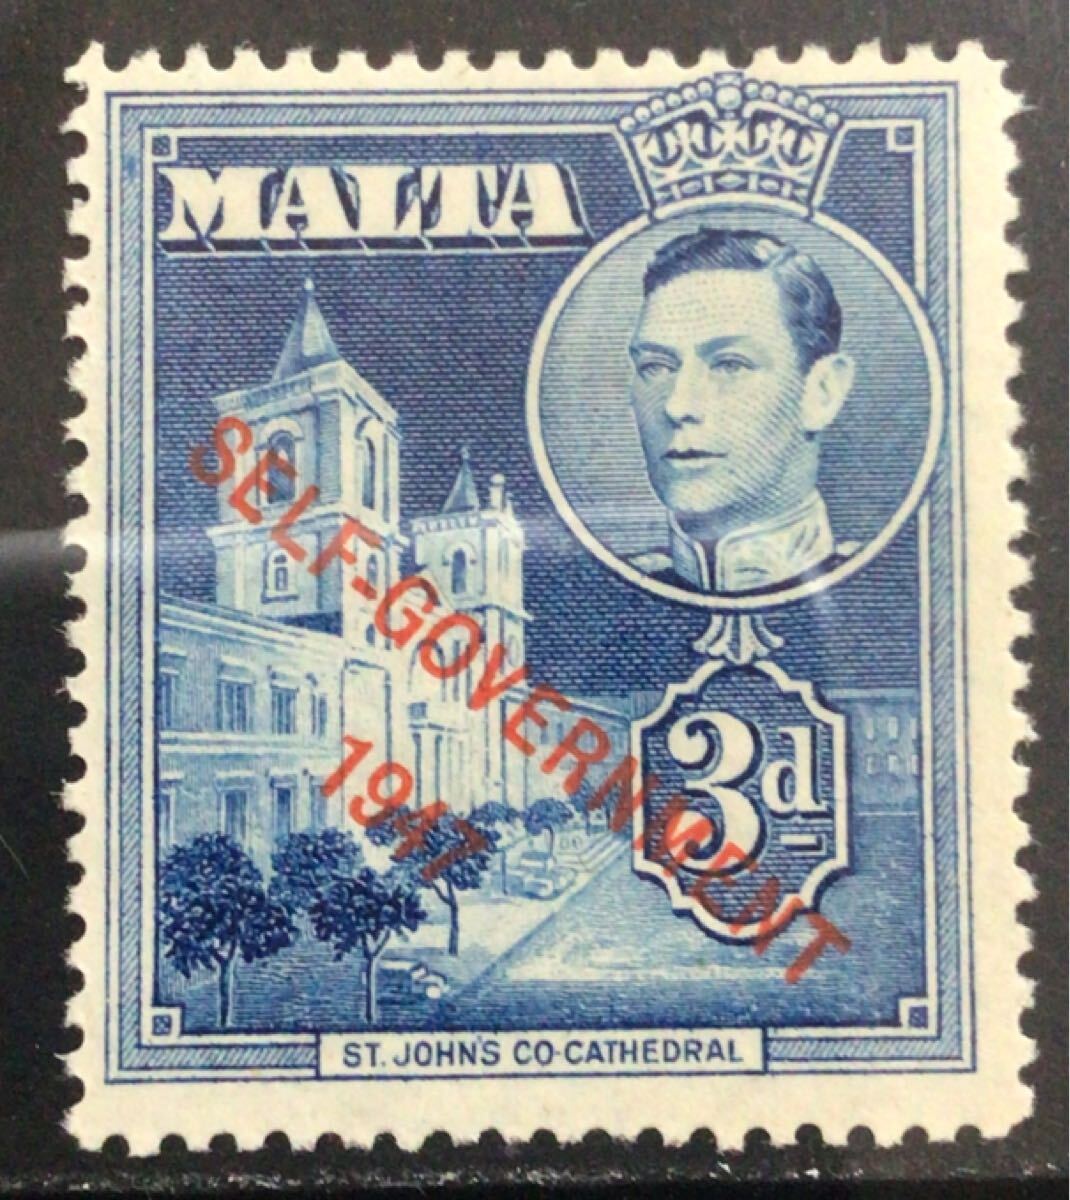 MALTA
SELF-GOVERNMENT
1947
3d
ST. JOHN'S CO-CATHEDRAL